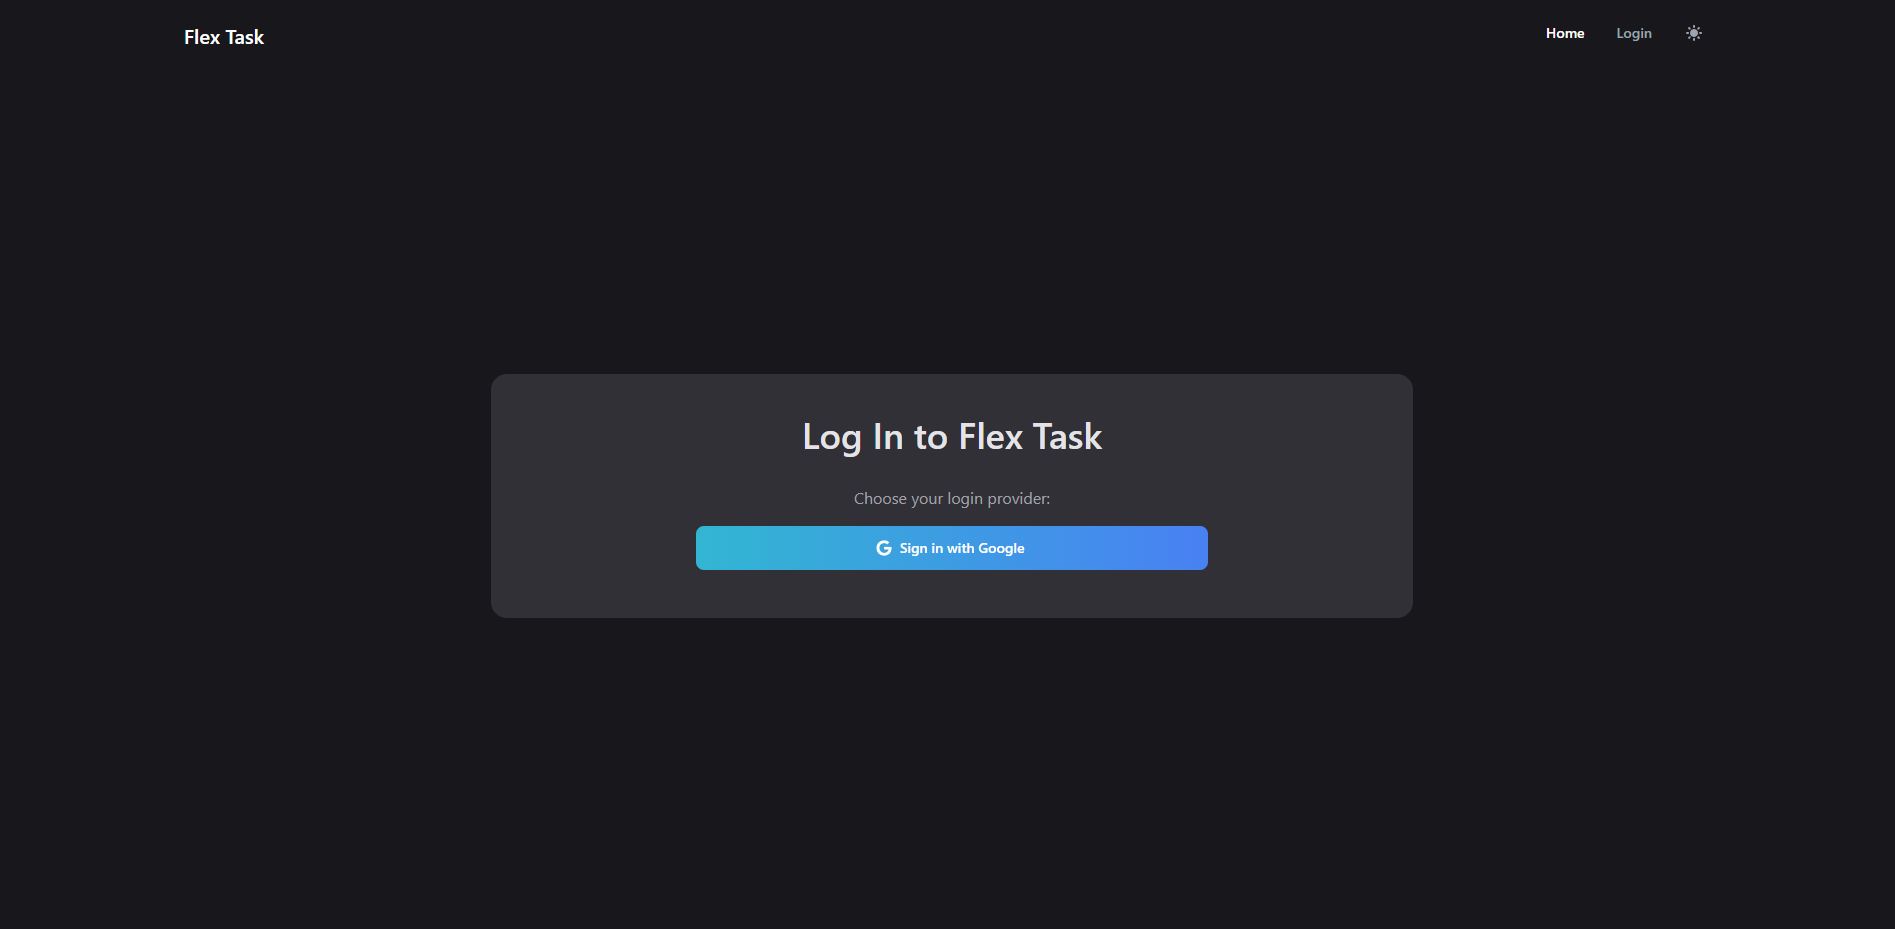 Flex Task
Home
Login
Log In to Flex Task
Choose your login provider:
Sign in with Google